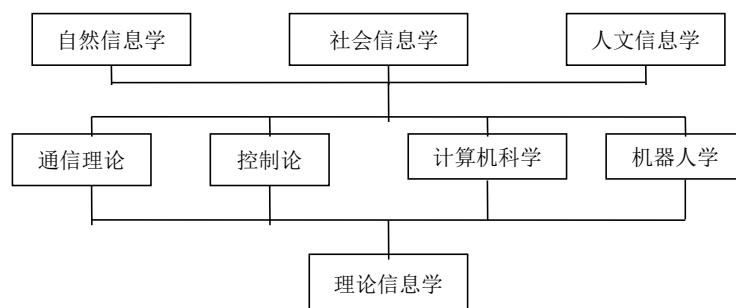 自然信息学 社会信息学 人文信息学
通信理论 控制论 计算机科学 机器人学
理论信息学